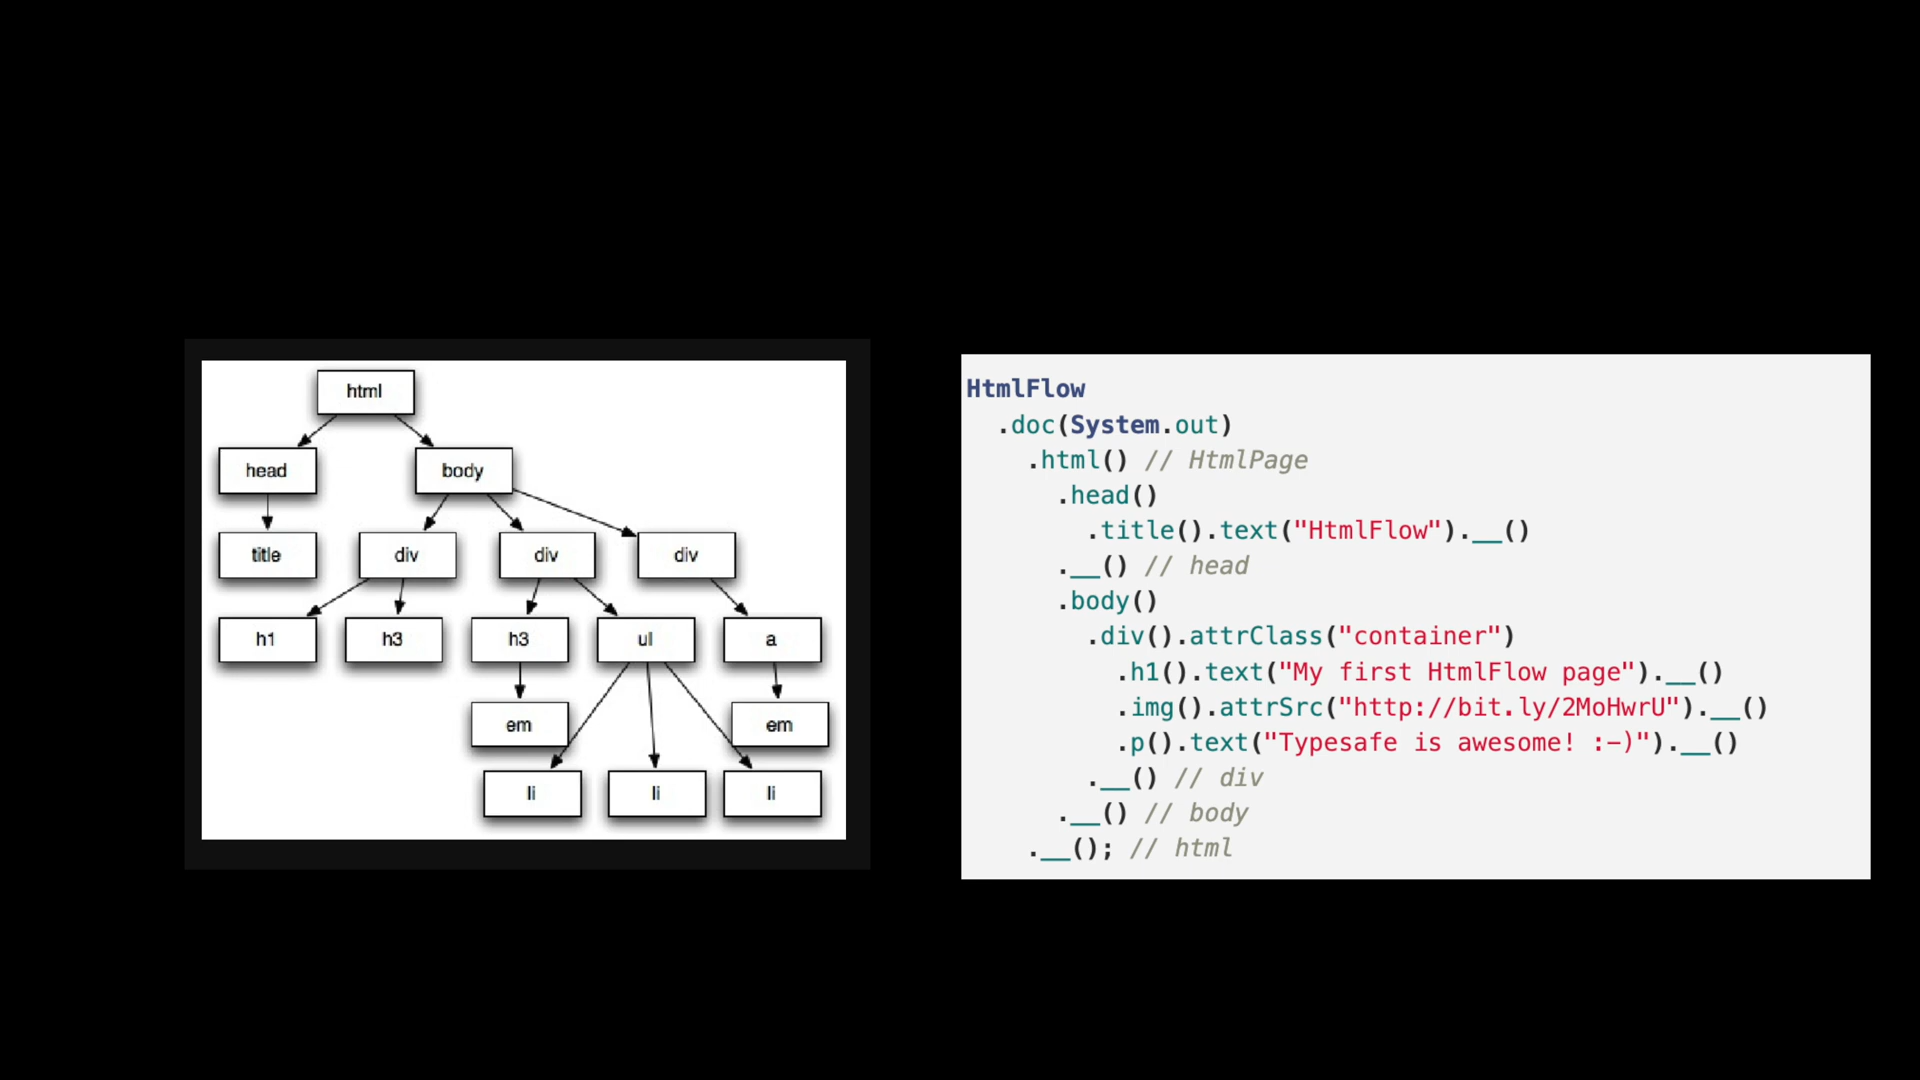 html
head body
title div div div
h1 h3 h3 ul a
em em
li li li
HtmlFlow
.doc(System.out)
.html() // HtmlPage
.head()
.title().text("HtmlFlow").__()
.__() // head
.body()
.div().attrClass("container")
.h1().text("My first HtmlFlow page").__()
.img().attrSrc("http://bit.ly/2MoHwrU").__()
.p().text("Typesafe is awesome! :-)").__()
.__() // div
.__() // body
.__(); // html